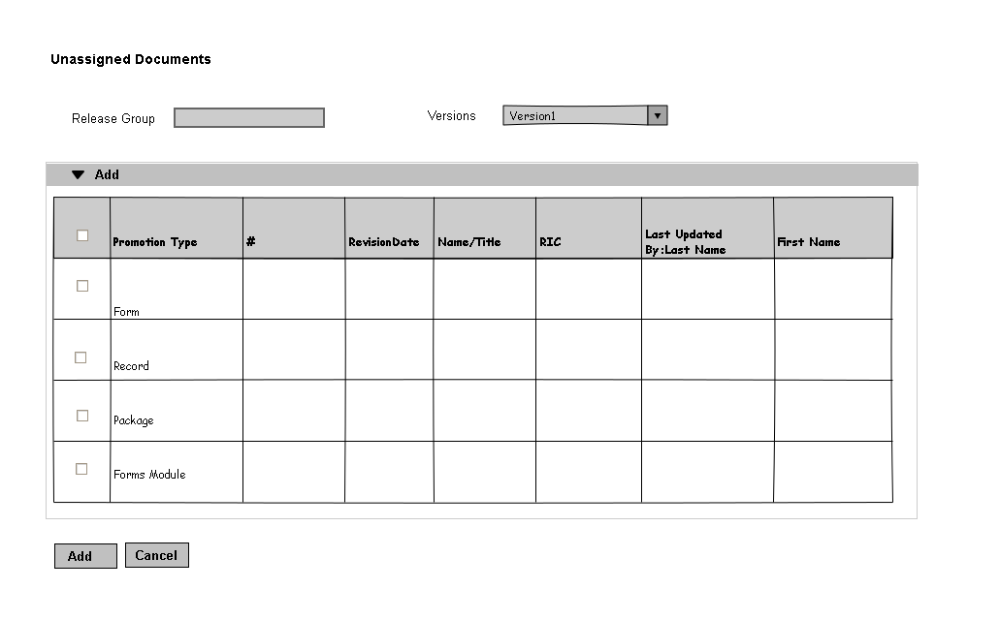 Unassigned Documents
Release Group
Versions
Version1
Add
Promotion Type
#
RevisionDate
Name/Title
RIC
Last Updated
By:Last Name
First Name
Form
Record
Package
Forms Module
Add
Cancel